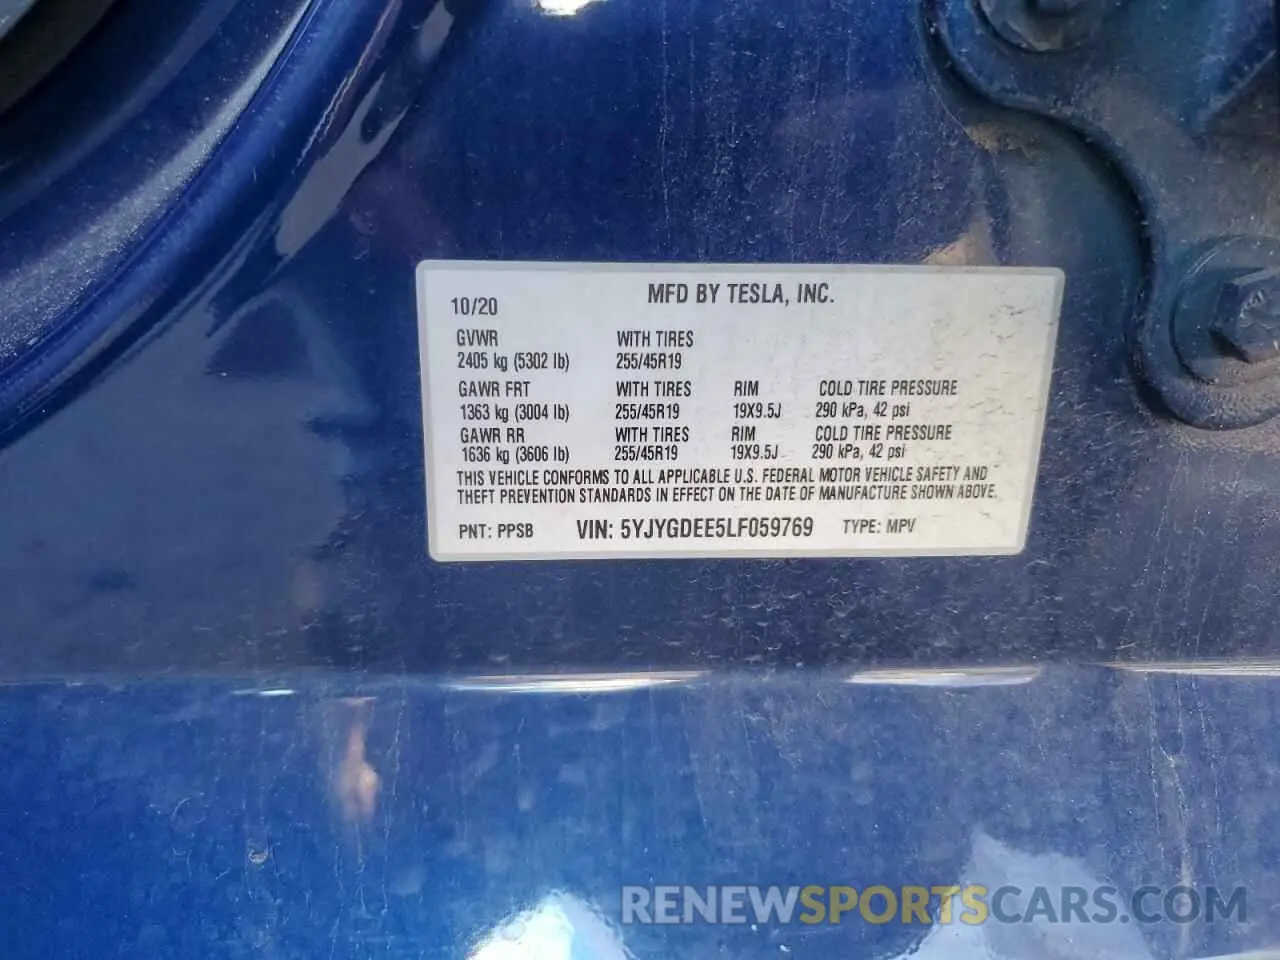 10/20 MFD BY TESLA, INC.
GVWR WITH TIRES
2405 kg (5302 lb) 255/45R19
GAWR FRT WITH TIRES RIM COLD TIRE PRESSURE
1363 kg (3004 lb) 255/45R19 19X9.5J 290 kPa, 42 psi
GAWR RR WITH TIRES RIM COLD TIRE PRESSURE
1636 kg (3606 lb) 255/45R19 19X9.5J 290 kPa, 42 psi
THIS VEHICLE CONFORMS TO ALL APPLICABLE U.S. FEDERAL MOTOR VEHICLE SAFETY AND
THEFT PREVENTION STANDARDS IN EFFECT ON THE DATE OF MANUFACTURE SHOWN ABOVE.
PNT: PPSB VIN: 5YJYGDEE5LF059769 TYPE: MPV
RENEWSPORTSCARS.COM